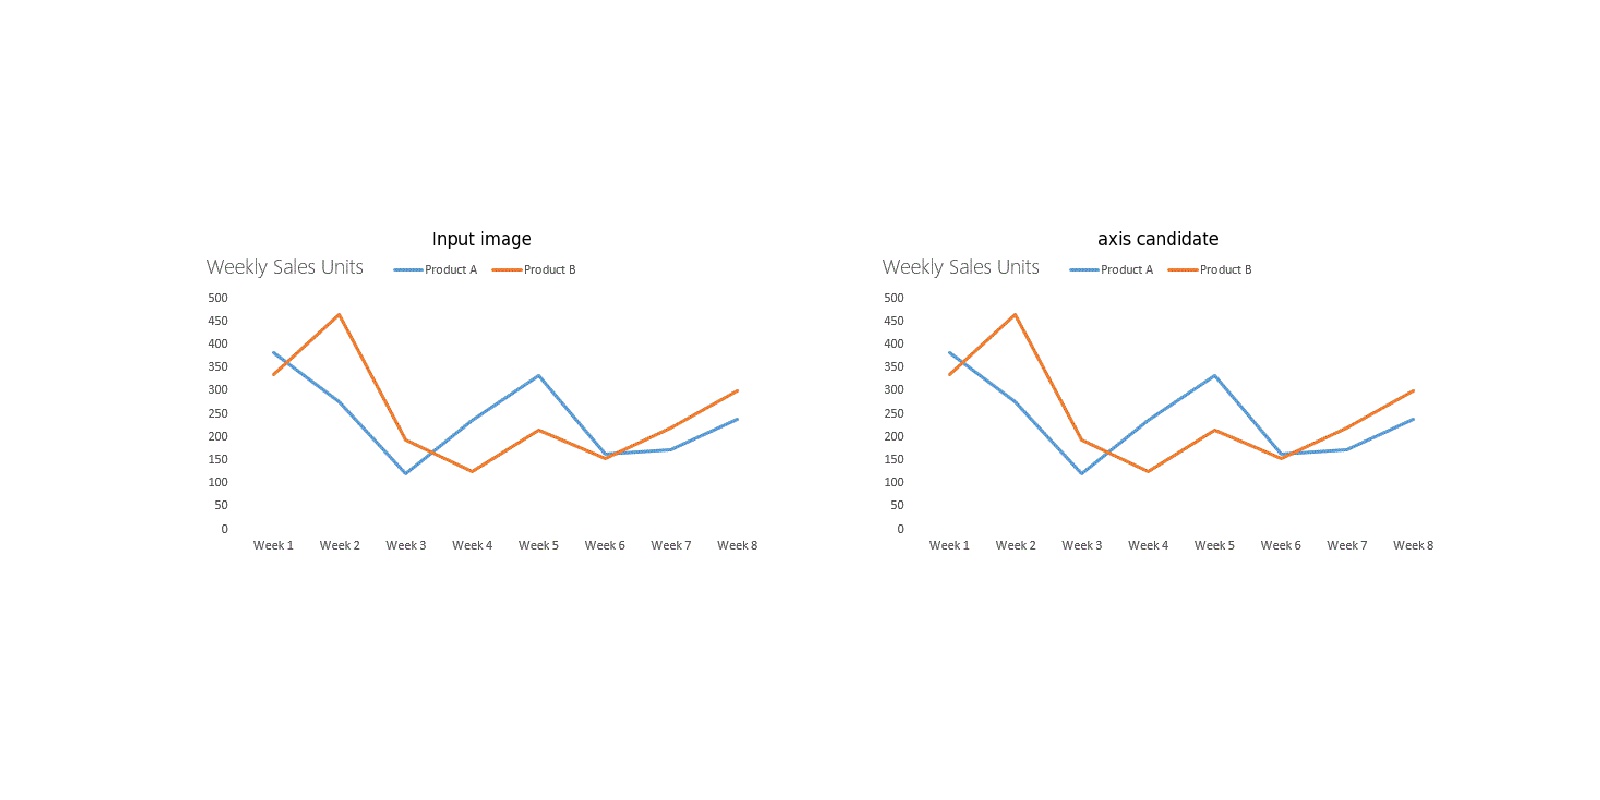 Input image
Weekly Sales Units
Product A Product B
500
450
400
350
300
250
200
150
100
50
0
Week 1 Week 2 Week 3 Week 4 Week 5 Week 6 Week 7 Week 8
axis candidate
Weekly Sales Units
Product A Product B
500
450
400
350
300
250
200
150
100
50
0
Week 1 Week 2 Week 3 Week 4 Week 5 Week 6 Week 7 Week 8